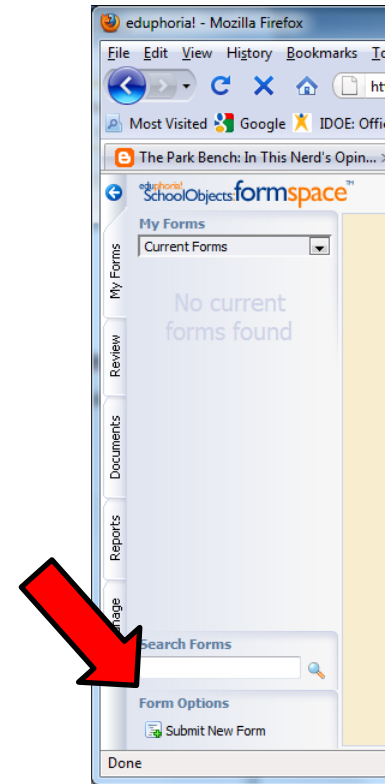 eduphoria! - Mozilla Firefox
File Edit View History Bookmarks
Most Visited Google IDOE:
The Park Bench: In This Nerd's Opin...
eduphoria!
SchoolObjects:formspace™
My Forms
Current Forms
No current
forms found
My Forms
Review
Documents
Reports
Search Forms
Form Options
Submit New Form
Done